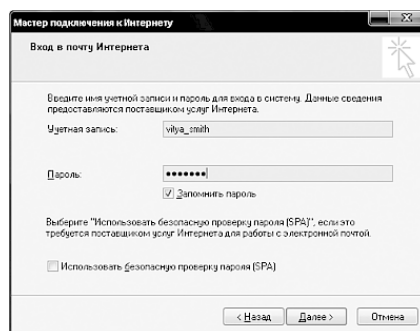 Мастер подключения к Интернету
Вход в почту Интернета
Введите имя учетной записи и пароль для входа в систему. Данные сведения
предоставляются поставщиком услуг Интернета.
Учетная запись:
vitya_smith
Пароль:
•••••••
Запомнить пароль
Выберите "Использовать безопасную проверку пароля (SPA)", если это
требуется поставщиком услуг Интернета для работы с электронной почтой.
Использовать безопасную проверку пароля (SPA)
< Назад
Далее >
Отмена